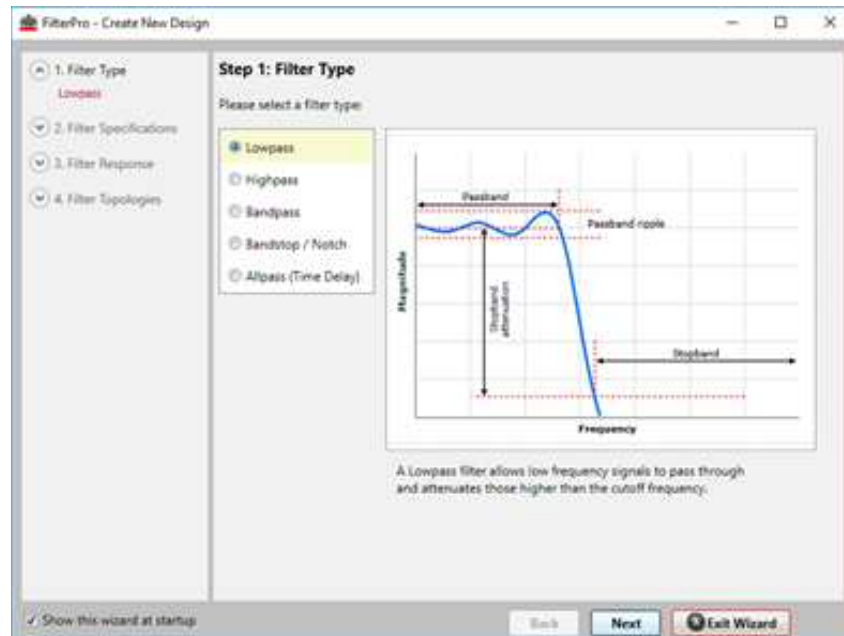 FilterPro - Create New Design
1. Filter Type
Lowpass
2. Filter Specifications
3. Filter Response
4. Filter Topologies
Step 1: Filter Type
Please select a filter type:
Lowpass
Highpass
Bandpass
Bandstop / Notch
Allpass (Time Delay)
Passband
Passband ripple
Magnitude
Stopband
attenuation
Stopband
Frequency
A Lowpass filter allows low frequency signals to pass through
and attenuates those higher than the cutoff frequency.
Show this wizard at startup
Back
Next
Exit Wizard